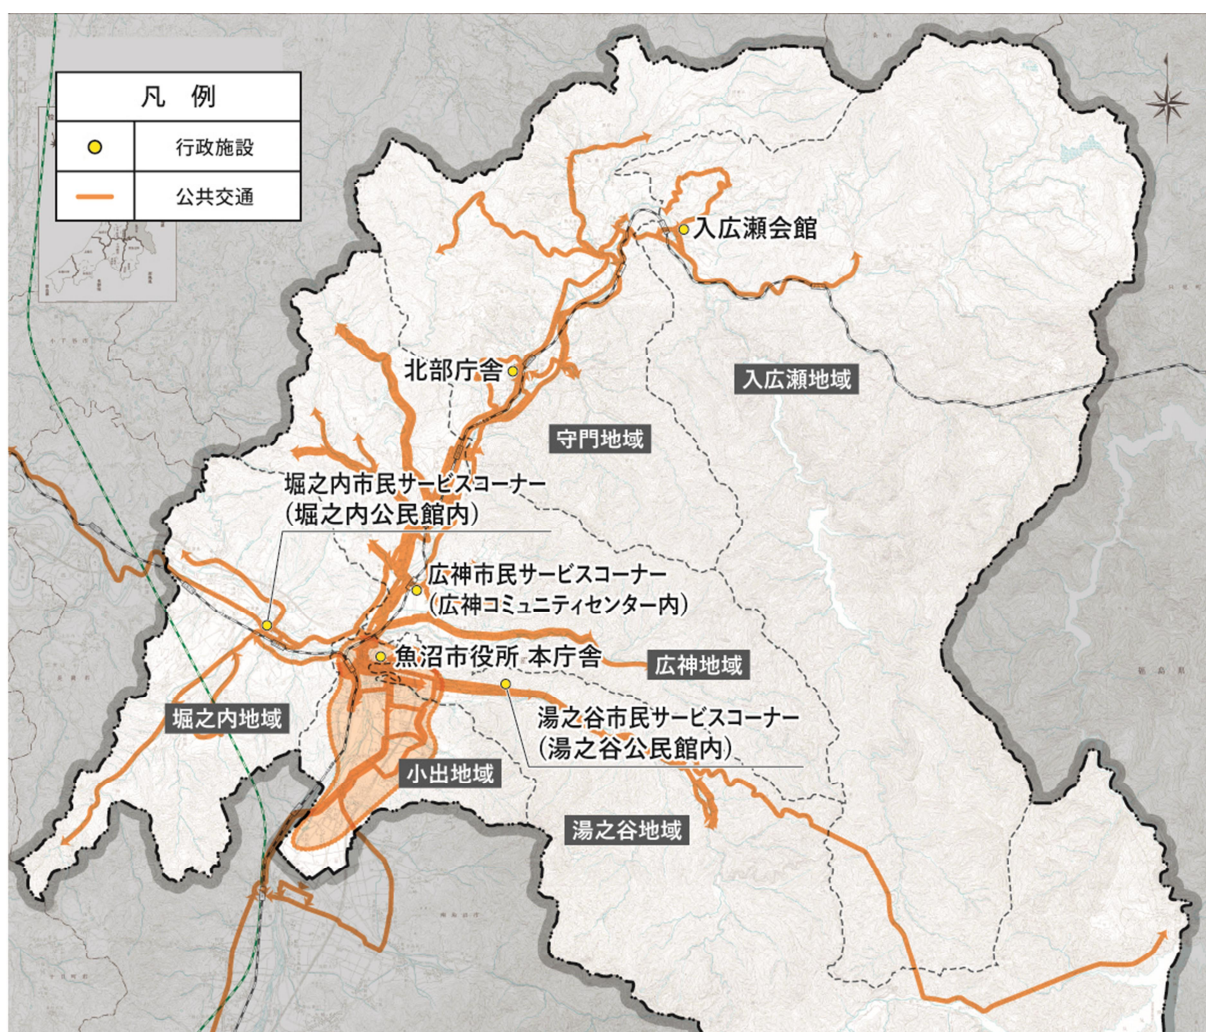 凡 例
行政施設
公共交通
入広瀬会館
北部庁舎
入広瀬地域
守門地域
堀之内市民サービスコーナー
(堀之内公民館内)
広神市民サービスコーナー
(広神コミュニティセンター内)
魚沼市役所 本庁舎
広神地域
堀之内地域
湯之谷市民サービスコーナー
(湯之谷公民館内)
小出地域
湯之谷地域